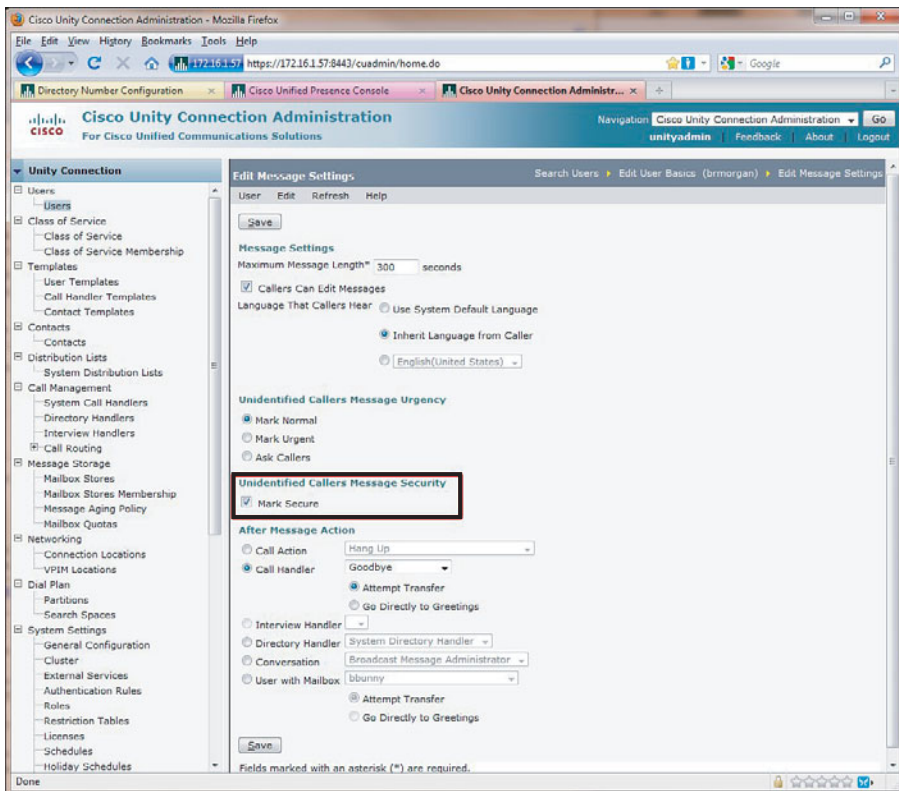 Cisco Unity Connection Administration - Mozilla Firefox
File Edit View History Bookmarks Tools Help
172.16.1.57 https://172.16.1.57:8443/cuadmin/home.do Google
Directory Number Configuration Cisco Unified Presence Console Cisco Unity Connection Administr...
cisco
Cisco Unity Connection Administration
For Cisco Unified Communications Solutions
Navigation Cisco Unity Connection Administration Go
unityadmin | Feedback | About | Logout
Unity Connection
Users
Users
Class of Service
Class of Service
Class of Service Membership
Templates
User Templates
Call Handler Templates
Contact Templates
Contacts
Contacts
Distribution Lists
System Distribution Lists
Call Management
System Call Handlers
Directory Handlers
Interview Handlers
Call Routing
Message Storage
Mailbox Stores
Mailbox Stores Membership
Message Aging Policy
Mailbox Quotas
Networking
Connection Locations
VPIM Locations
Dial Plan
Partitions
Search Spaces
System Settings
General Configuration
Cluster
External Services
Authentication Rules
Roles
Restriction Tables
Licenses
Schedules
Holiday Schedules
Edit Message Settings
Search Users Edit User Basics (brmorgan) Edit Message Settings
User Edit Refresh Help
Save
Message Settings
Maximum Message Length* 300 seconds
Callers Can Edit Messages
Language That Callers Hear Use System Default Language
Inherit Language from Caller
English(United States)
Unidentified Callers Message Urgency
Mark Normal
Mark Urgent
Ask Callers
Unidentified Callers Message Security
Mark Secure
After Message Action
Call Action Hang Up
Call Handler Goodbye
Attempt Transfer
Go Directly to Greetings
Interview Handler
Directory Handler System Directory Handler
Conversation Broadcast Message Administrator
User with Mailbox bbunny
Attempt Transfer
Go Directly to Greetings
Save
Fields marked with an asterisk (*) are required.
Done